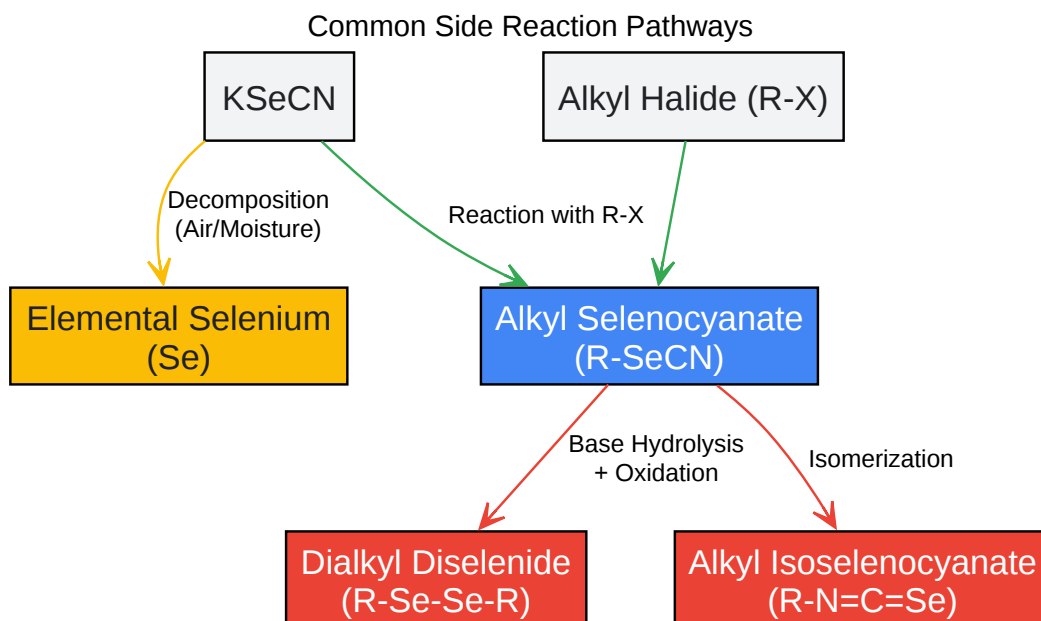 Common Side Reaction Pathways
KSeCN
Alkyl Halide (R-X)
Decomposition
(Air/Moisture)
Reaction with R-X
Elemental Selenium
(Se)
Alkyl Selenocyanate
(R-SeCN)
Base Hydrolysis
+ Oxidation
Isomerization
Dialkyl Diselenide
(R-Se-Se-R)
Alkyl Isoselenocyanate
(R-N=C=Se)